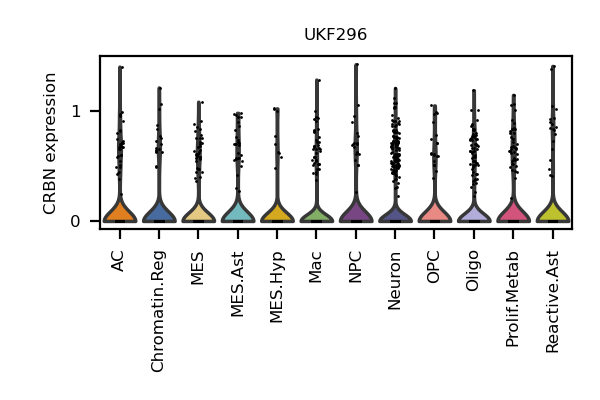 UKF296
CRBN expression
1
0
AC
Chromatin.Reg
MES
MES.Ast
MES.Hyp
Mac
NPC
Neuron
OPC
Oligo
Prolif.Metab
Reactive.Ast